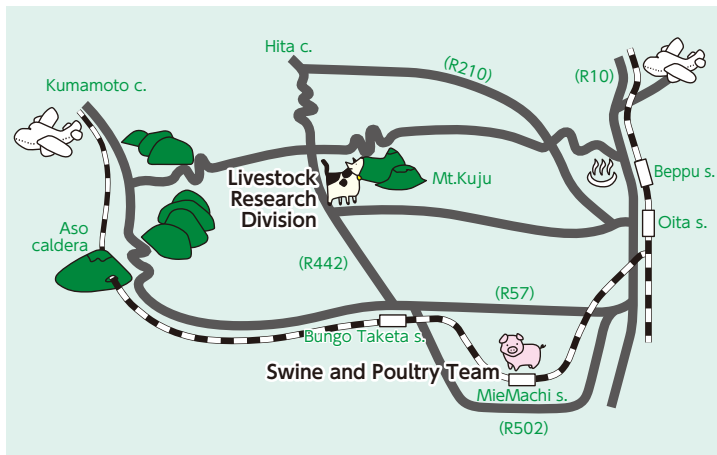 Hita c.
(R210)
(R10)
Kumamoto c.
Beppu s.
Livestock
Research
Division
Mt.Kuju
Oita s.
Aso
caldera
(R442)
(R57)
Bungo Taketa s.
Swine and Poultry Team
MieMachi s.
(R502)